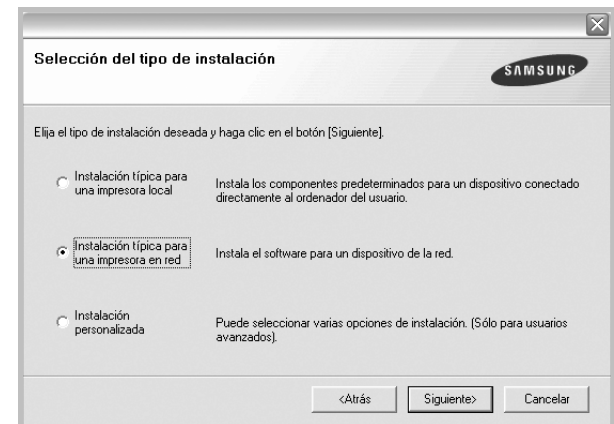 Selección del tipo de instalación
SAMSUNG
Elija el tipo de instalación deseada y haga clic en el botón [Siguiente].
Instalación típica para
una impresora local
Instala los componentes predeterminados para un dispositivo conectado
directamente al ordenador del usuario.
Instalación típica para
una impresora en red
Instala el software para un dispositivo de la red.
Instalación
personalizada
Puede seleccionar varias opciones de instalación. (Sólo para usuarios
avanzados).
<Atrás
Siguiente>
Cancelar